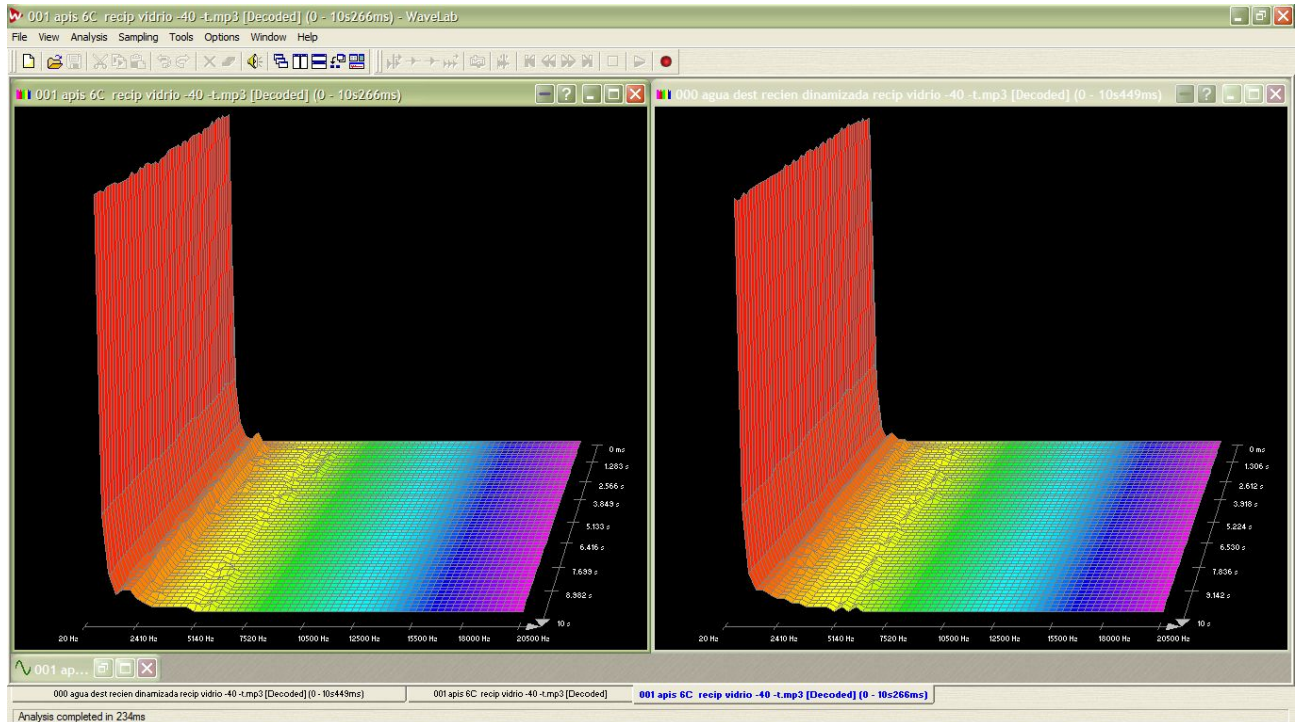 001 apis 6C recip vidrio -40 -t.mp3 [Decoded] (0 - 10s266ms) - WaveLab
File View Analysis Sampling Tools Options Window Help
001 apis 6C recip vidrio -40 -t.mp3 [Decoded] (0 - 10s266ms)
0 ms
1.283 s
2.566 s
3.849 s
5.133 s
6.416 s
7.699 s
8.982 s
10 s
20 Hz 2410 Hz 5140 Hz 7520 Hz 10500 Hz 12500 Hz 15500 Hz 18000 Hz 20500 Hz
000 agua dest recien dinamizada recip vidrio -40 -t.mp3 [Decoded] (0 - 10s449ms)
0 ms
1.306 s
2.612 s
3.918 s
5.224 s
6.530 s
7.836 s
9.142 s
10 s
20 Hz 2410 Hz 5140 Hz 7520 Hz 10500 Hz 12500 Hz 15500 Hz 18000 Hz 20500 Hz
001 ap...
000 agua dest recien dinamizada recip vidrio -40 -t.mp3 [Decoded] (0 - 10s449ms) 001 apis 6C recip vidrio -40 -t.mp3 [Decoded] 001 apis 6C recip vidrio -40 -t.mp3 [Decoded] (0 - 10s266ms)
Analysis completed in 234ms